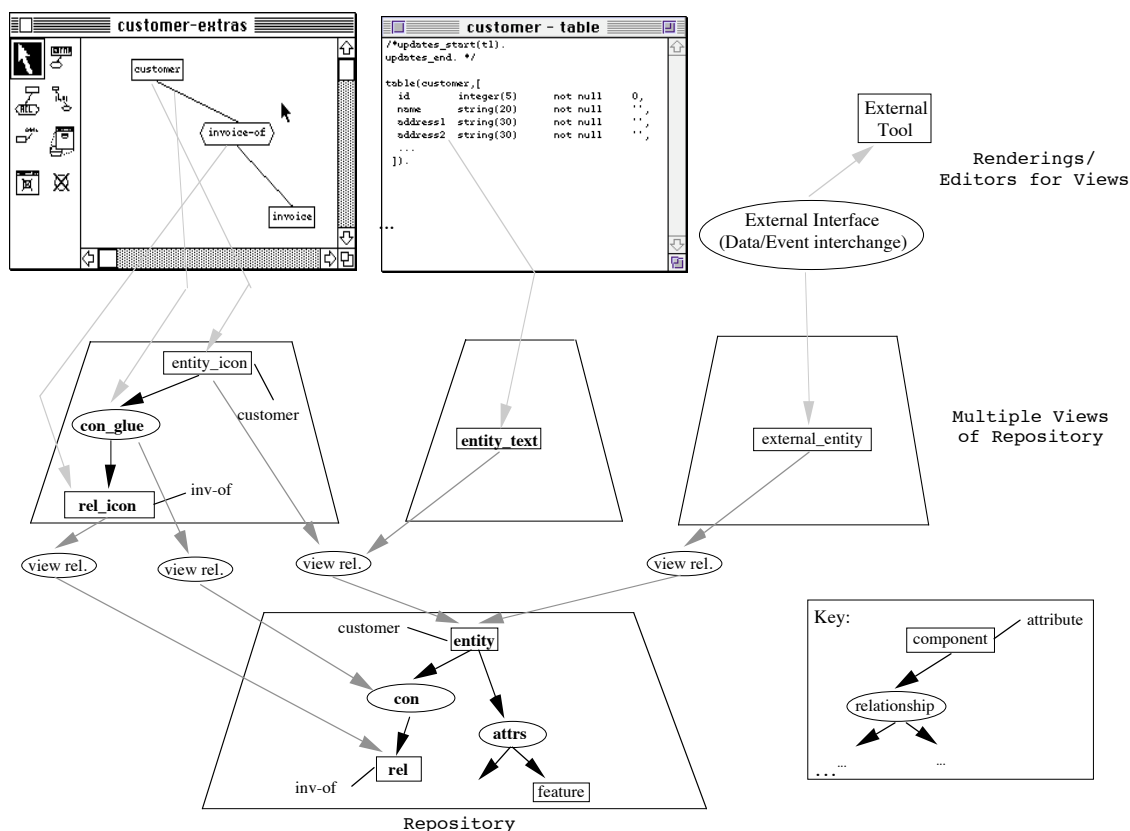 customer-extras
customer
invoice-of
invoice
customer - table
/*updates_start(t1).
updates_end. */
table(customer,[
id integer(5) not null 0,
name string(20) not null '',
address1 string(30) not null '',
address2 string(30) not null '',
...
]).
...
External
Tool
Renderings/
Editors for Views
External Interface
(Data/Event interchange)
entity_icon
customer
con_glue
rel_icon
inv-of
entity_text
external_entity
Multiple Views
of Repository
view rel.
view rel.
view rel.
view rel.
customer
entity
con
attrs
rel
inv-of
feature
Repository
Key:
component
attribute
relationship
...
...
...